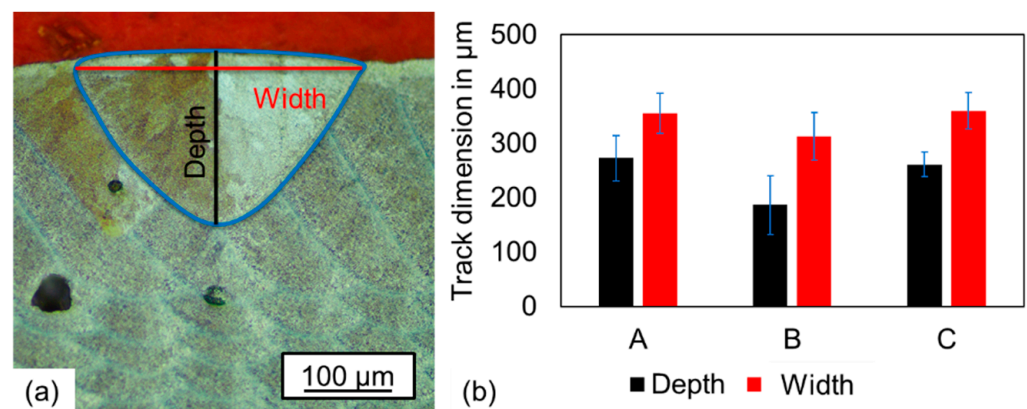 Width
Depth
100 µm
(a)
Track dimension in µm
500
400
300
200
100
0
A B C
Depth Width
(b)